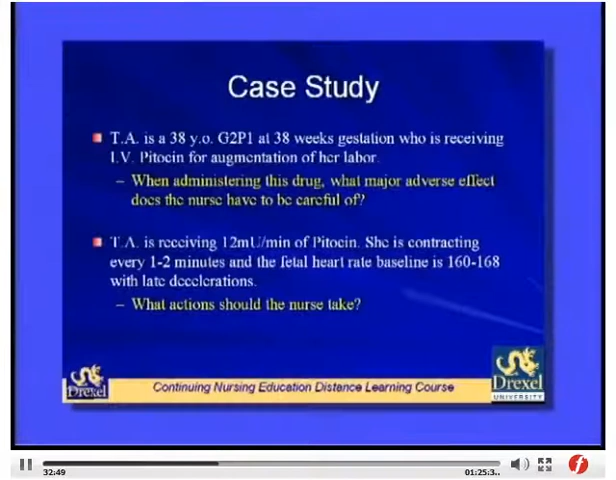 Case Study
T.A. is a 38 y.o. G2P1 at 38 weeks gestation who is receiving
I.V. Pitocin for augmentation of her labor.
– When administering this drug, what major adverse effect
does the nurse have to be careful of?
T.A. is receiving 12mU/min of Pitocin. She is contracting
every 1-2 minutes and the fetal heart rate baseline is 160-168
with late decelerations.
– What actions should the nurse take?
Drexel
Continuing Nursing Education Distance Learning Course
Drexel
UNIVERSITY
32:49
01:25:3..